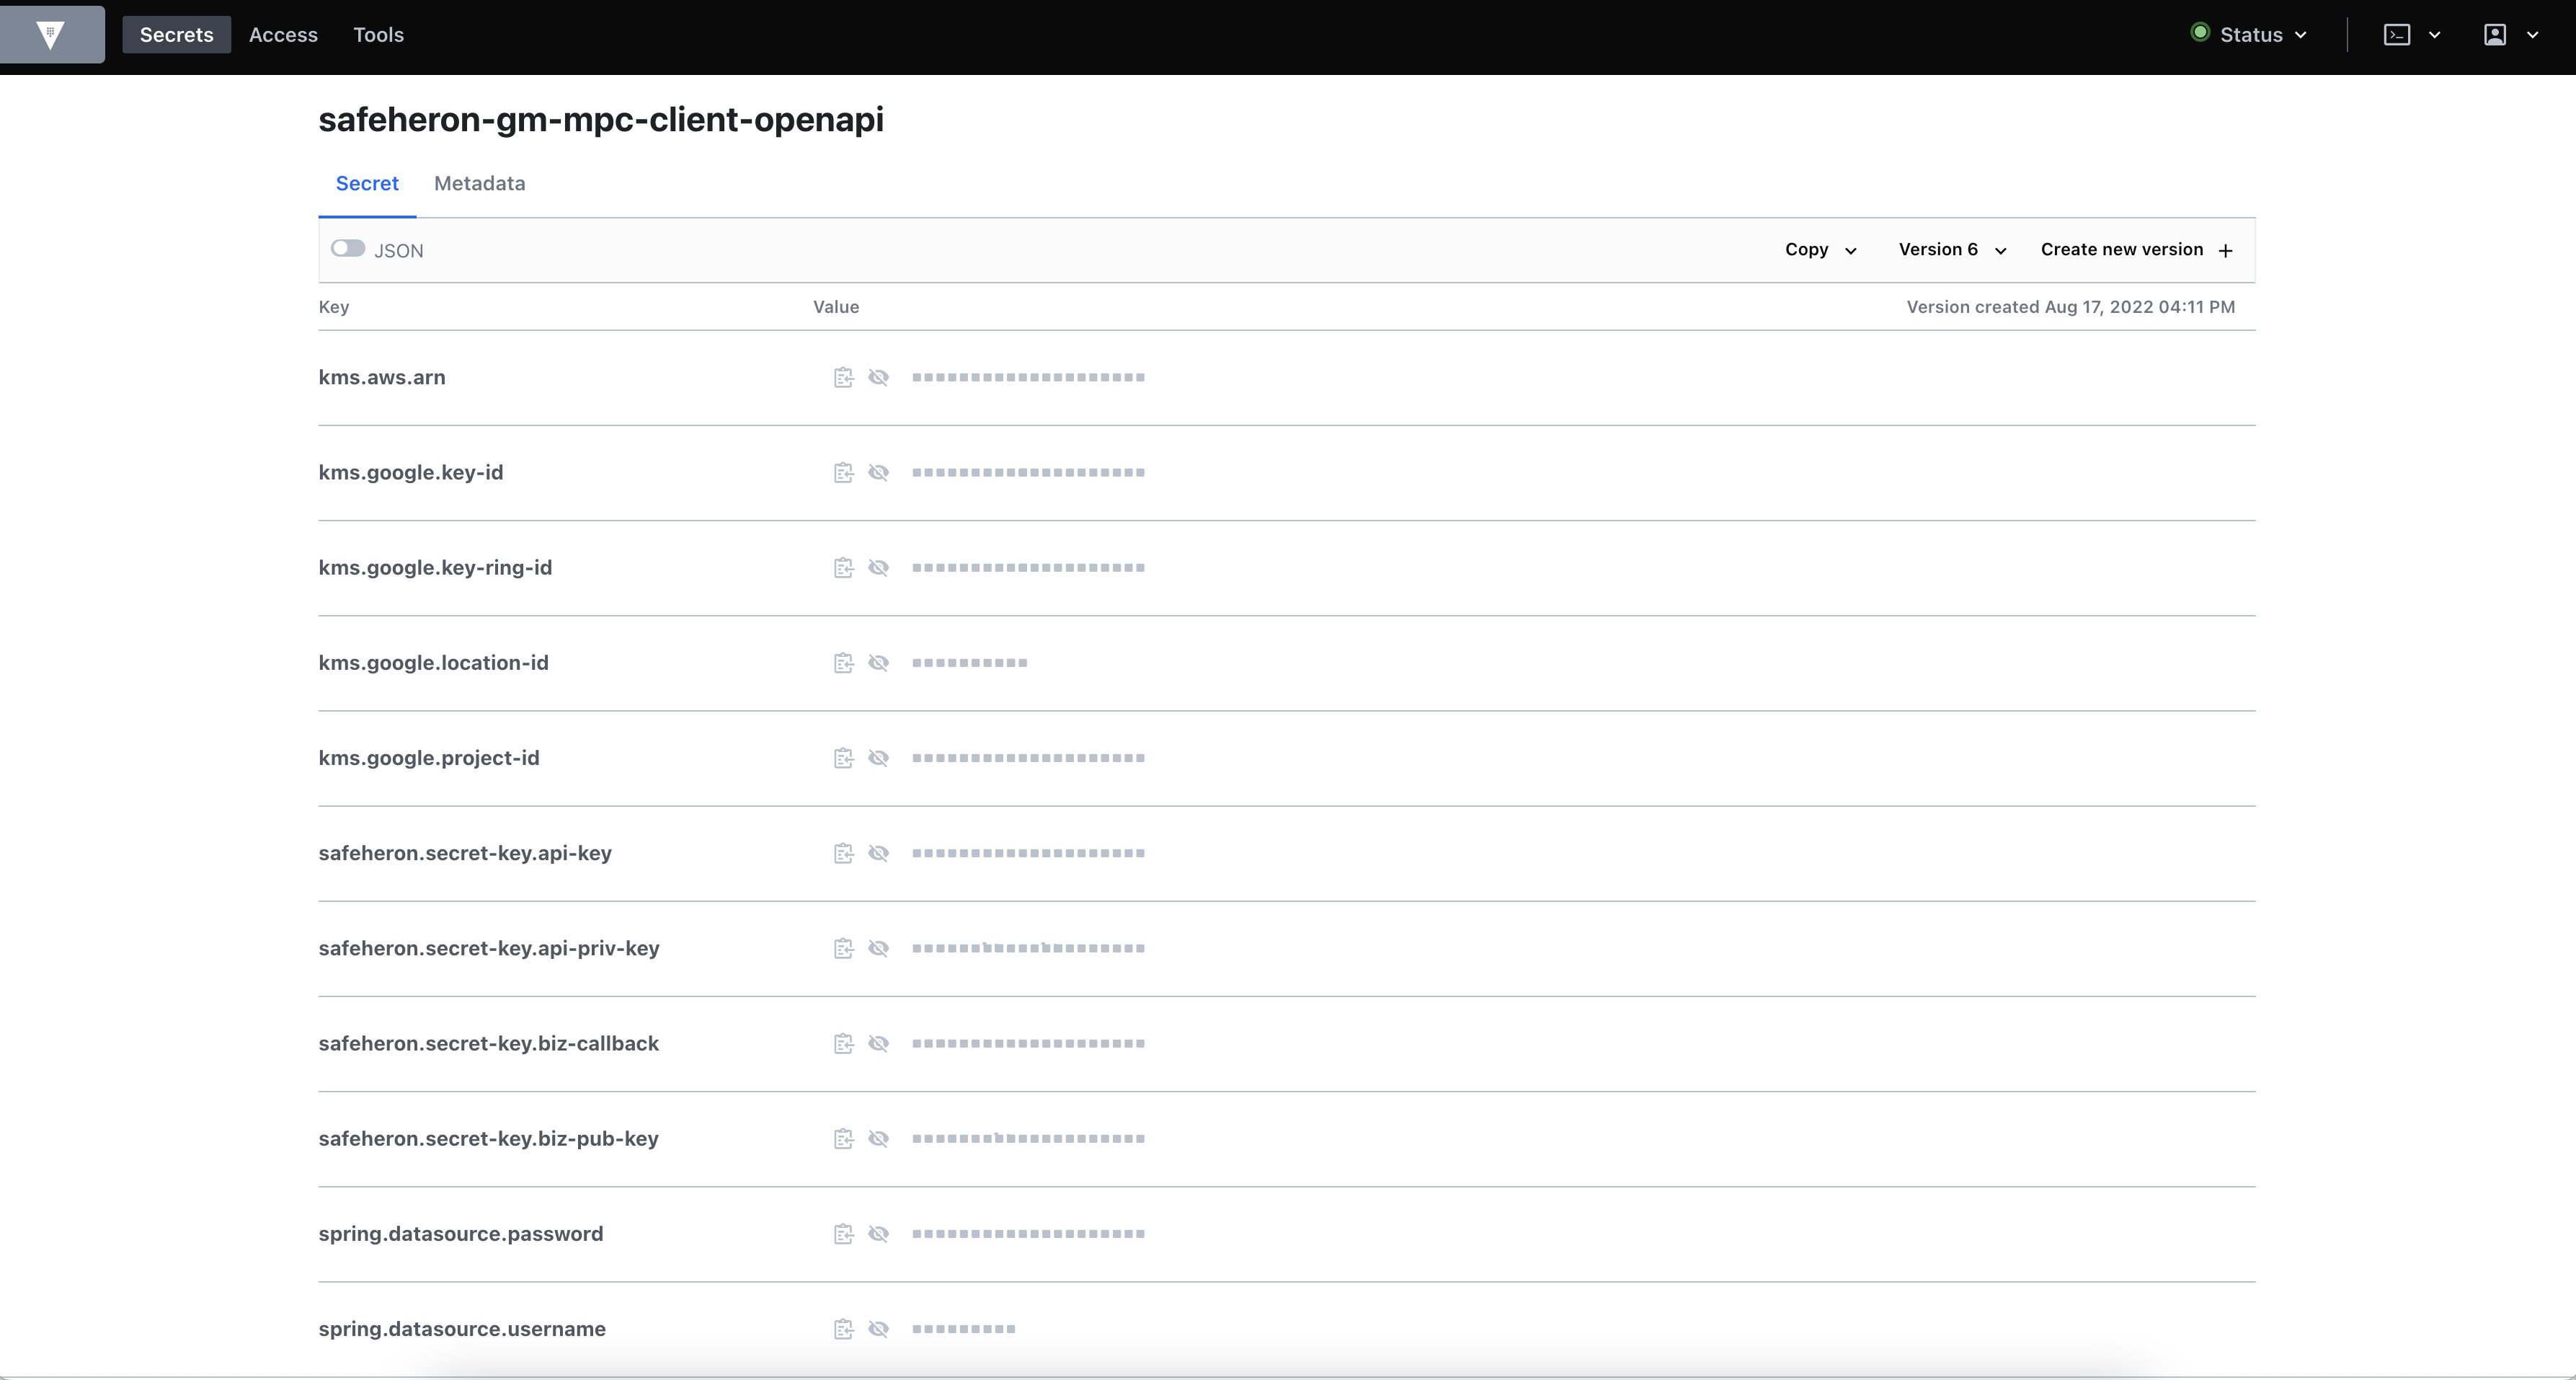 Secrets Access Tools Status
safeheron-gm-mpc-client-openapi
Secret Metadata
JSON Copy Version 6 Create new version +
Key Value Version created Aug 17, 2022 04:11 PM
kms.aws.arn
kms.google.key-id
kms.google.key-ring-id
kms.google.location-id
kms.google.project-id
safeheron.secret-key.api-key
safeheron.secret-key.api-priv-key
safeheron.secret-key.biz-callback
safeheron.secret-key.biz-pub-key
spring.datasource.password
spring.datasource.username